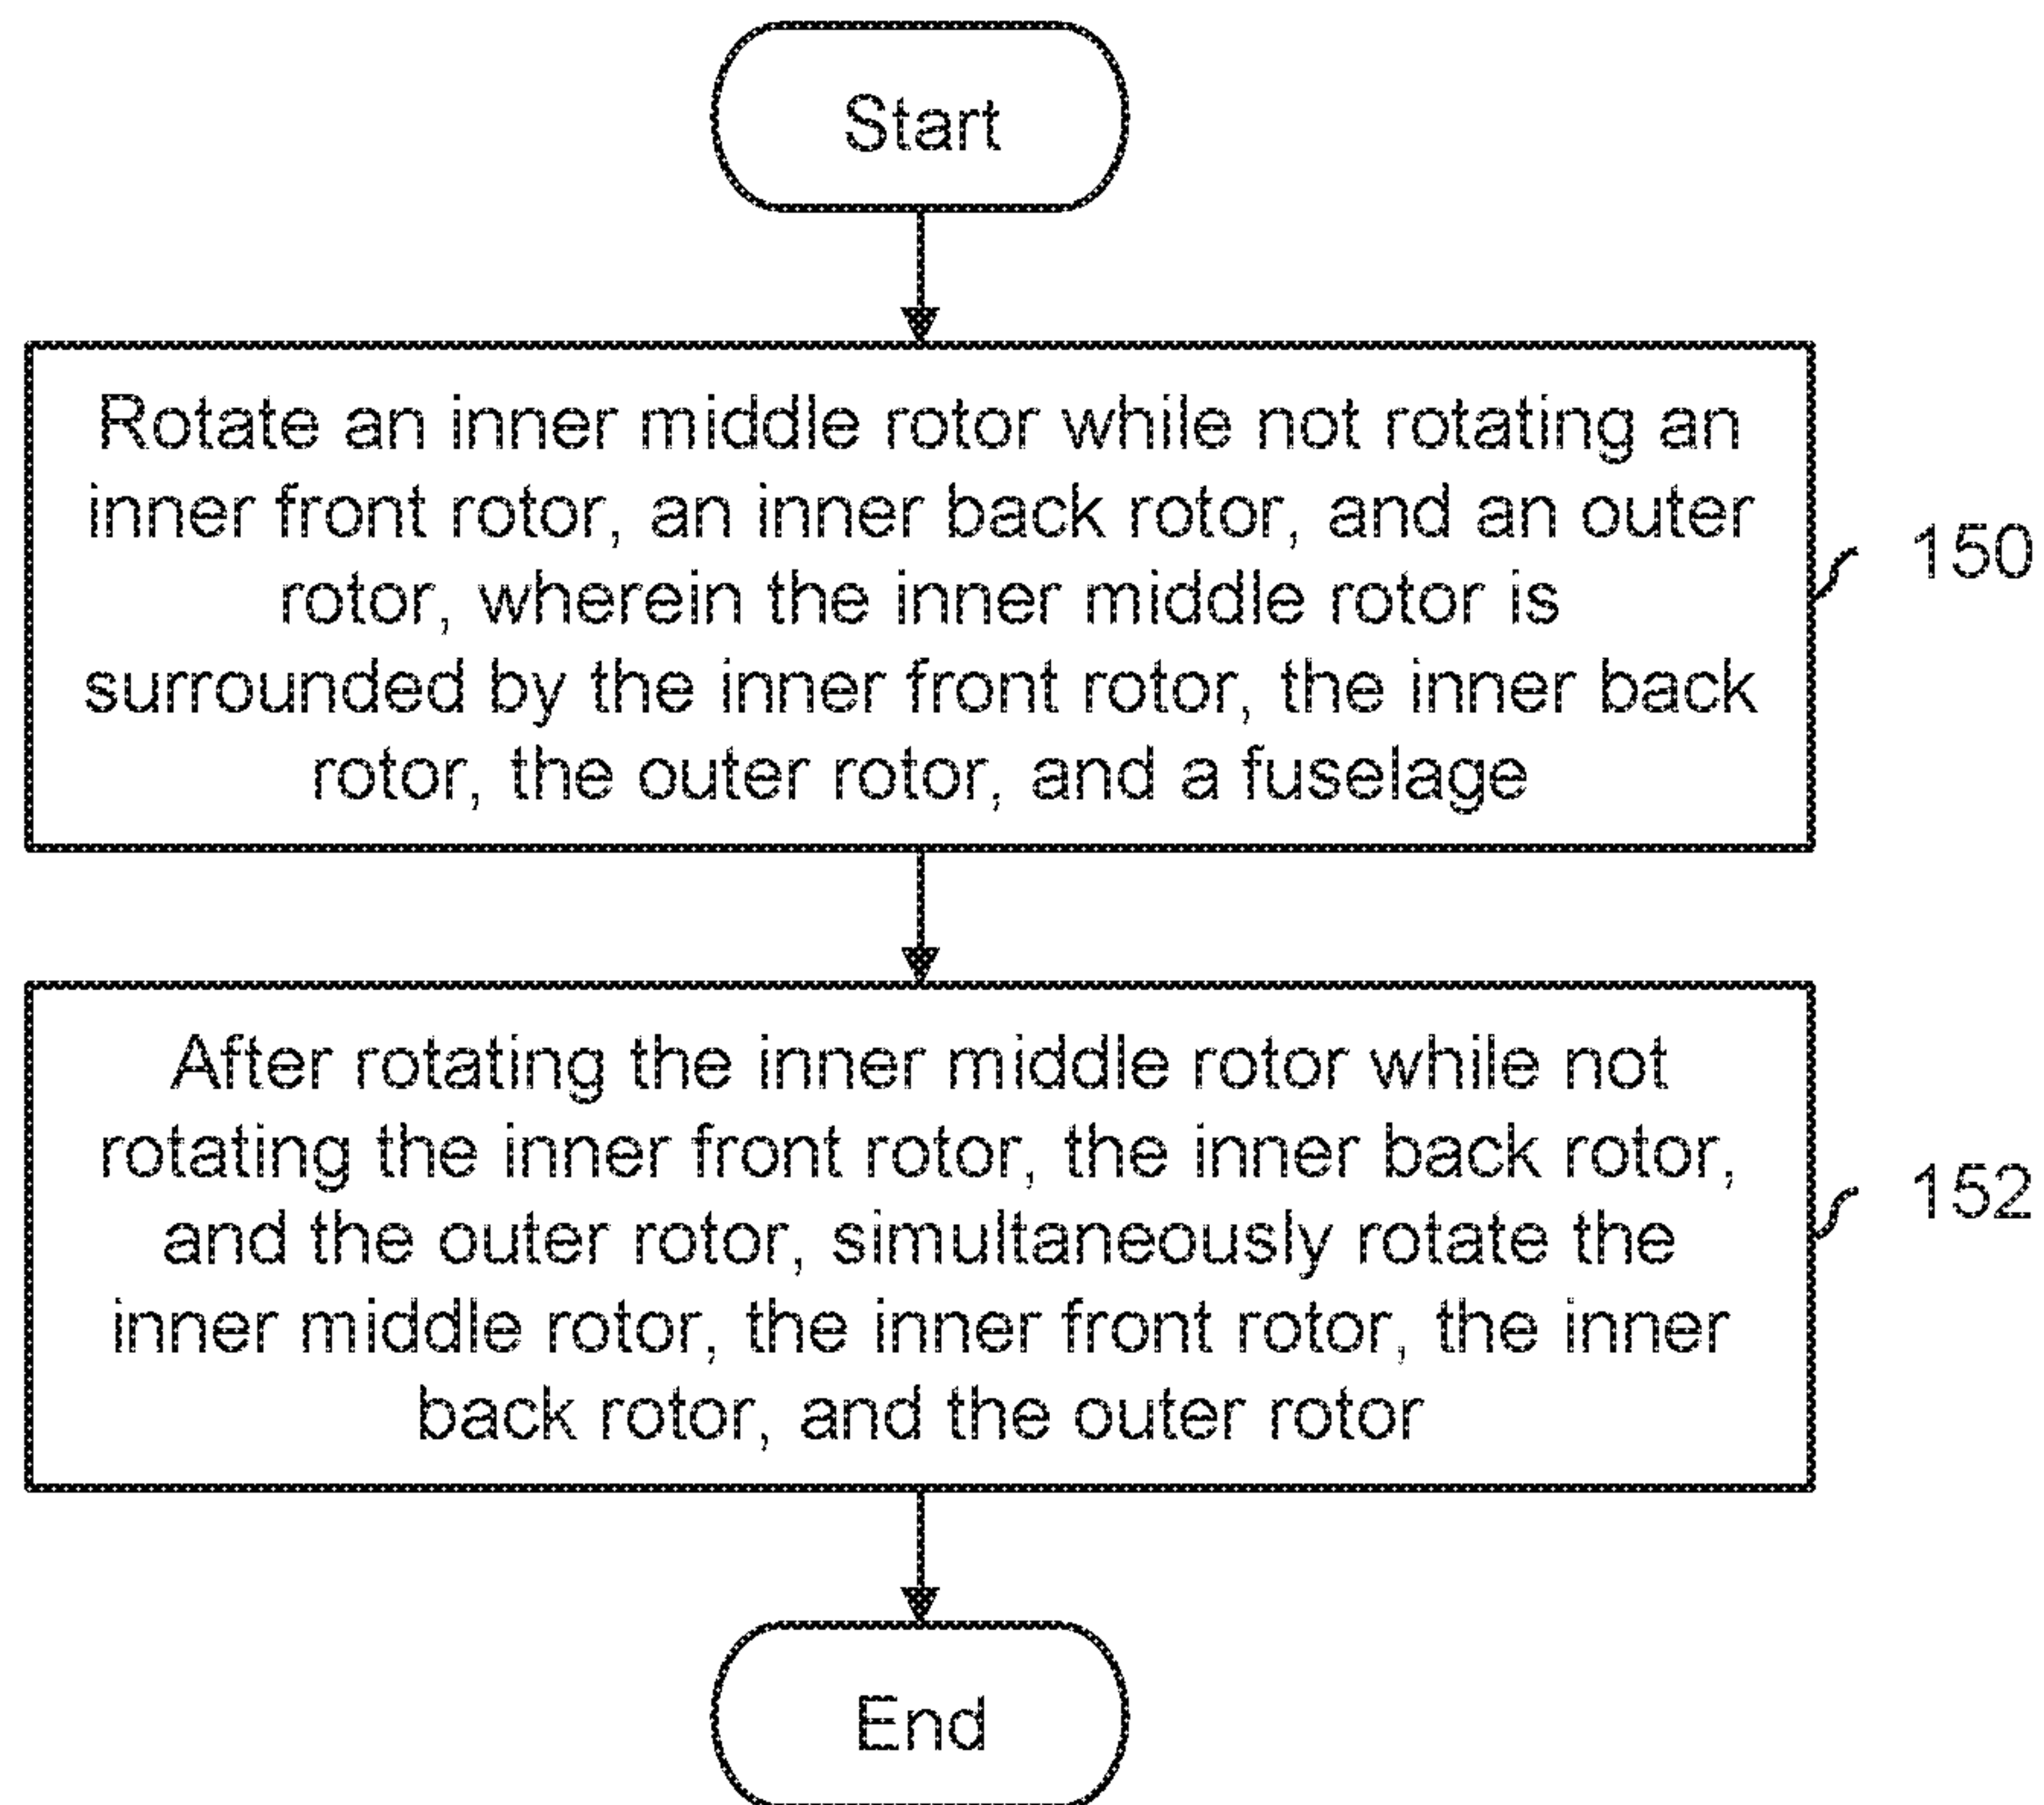 Start
Rotate an inner middle rotor while not rotating an
inner front rotor, an inner back rotor, and an outer
rotor, wherein the inner middle rotor is
surrounded by the inner front rotor, the inner back
rotor, the outer rotor, and a fuselage
150
After rotating the inner middle rotor while not
rotating the inner front rotor, the inner back rotor,
and the outer rotor, simultaneously rotate the
inner middle rotor, the inner front rotor, the inner
back rotor, and the outer rotor
152
End